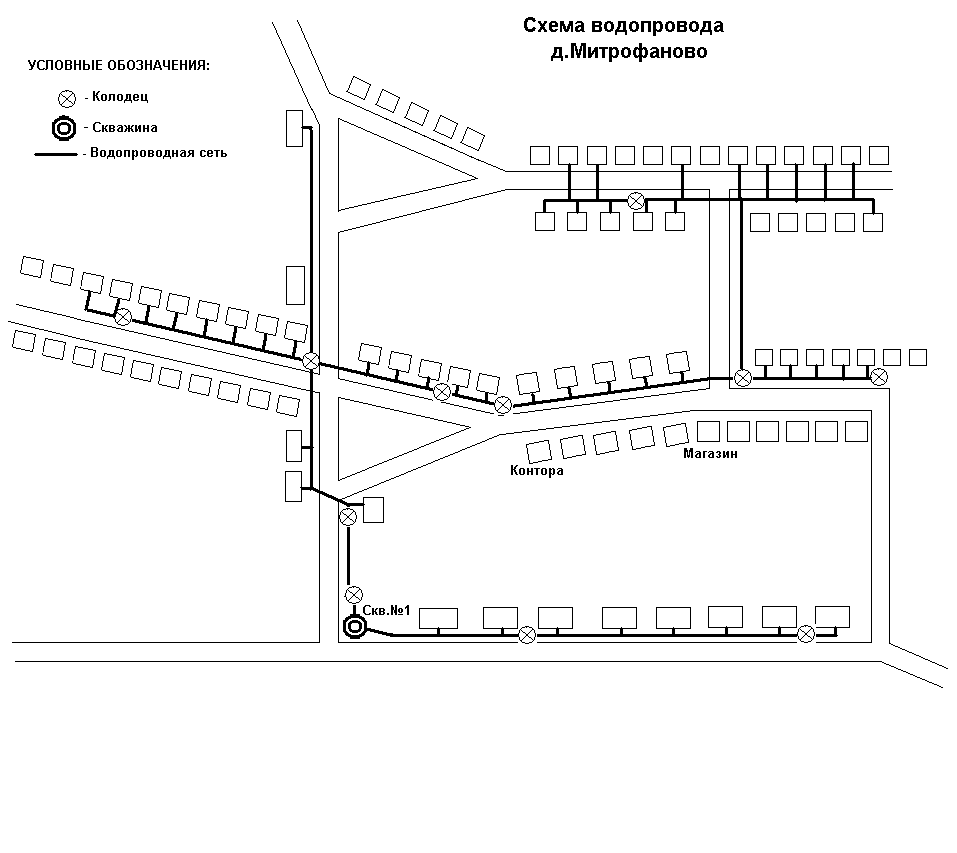 Схема водопровода
д.Митрофаново
УСЛОВНЫЕ ОБОЗНАЧЕНИЯ:
- Колодец
- Скважина
- Водопроводная сеть
Контора
Магазин
Скв.№1